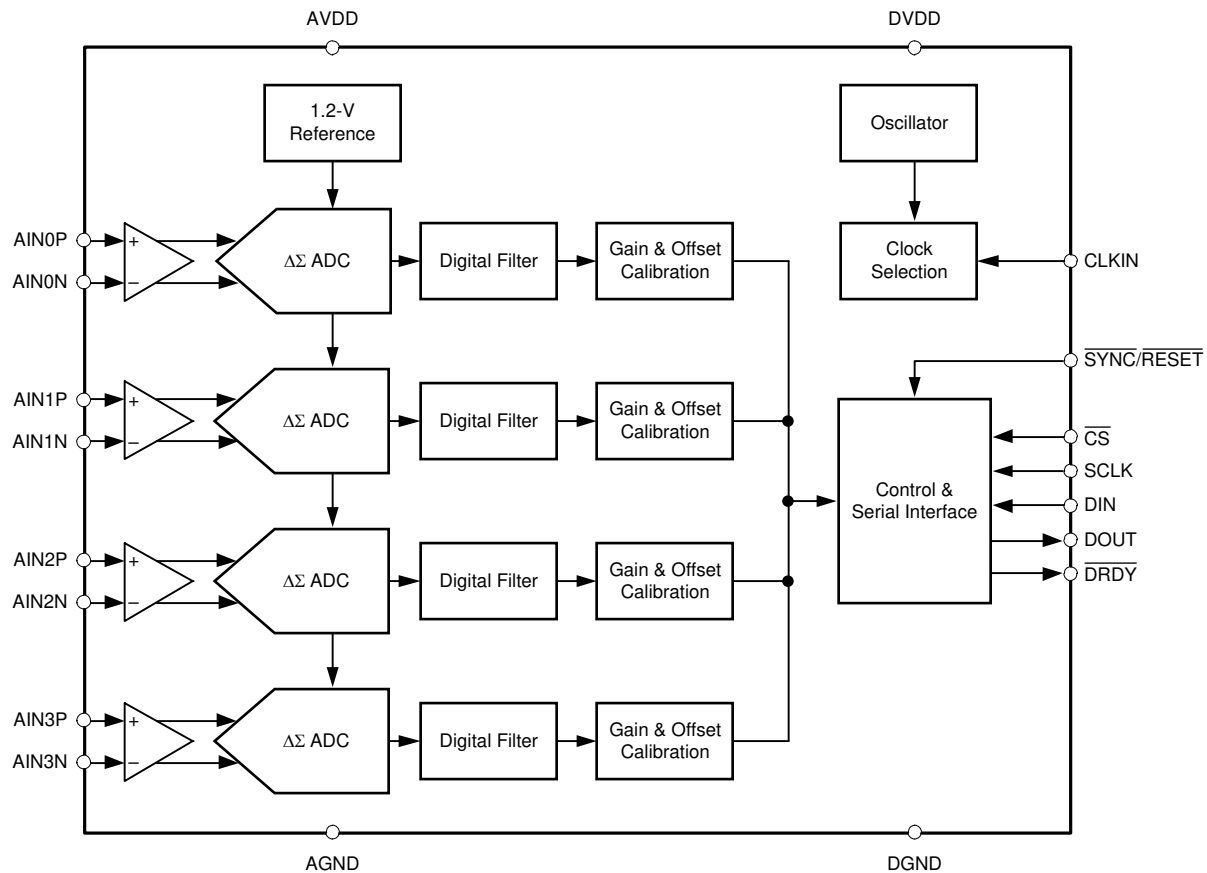 AVDD
DVDD
1.2-V
Reference
Oscillator
AIN0P
+
ΔΣ ADC
Digital Filter
Gain & Offset
Calibration
Clock
Selection
CLKIN
AIN0N
−
SYNC/RESET
AIN1P
+
ΔΣ ADC
Digital Filter
Gain & Offset
Calibration
AIN1N
−
CS
SCLK
Control &
Serial Interface
DIN
DOUT
DRDY
AIN2P
+
ΔΣ ADC
Digital Filter
Gain & Offset
Calibration
AIN2N
−
AIN3P
+
ΔΣ ADC
Digital Filter
Gain & Offset
Calibration
AIN3N
−
AGND
DGND